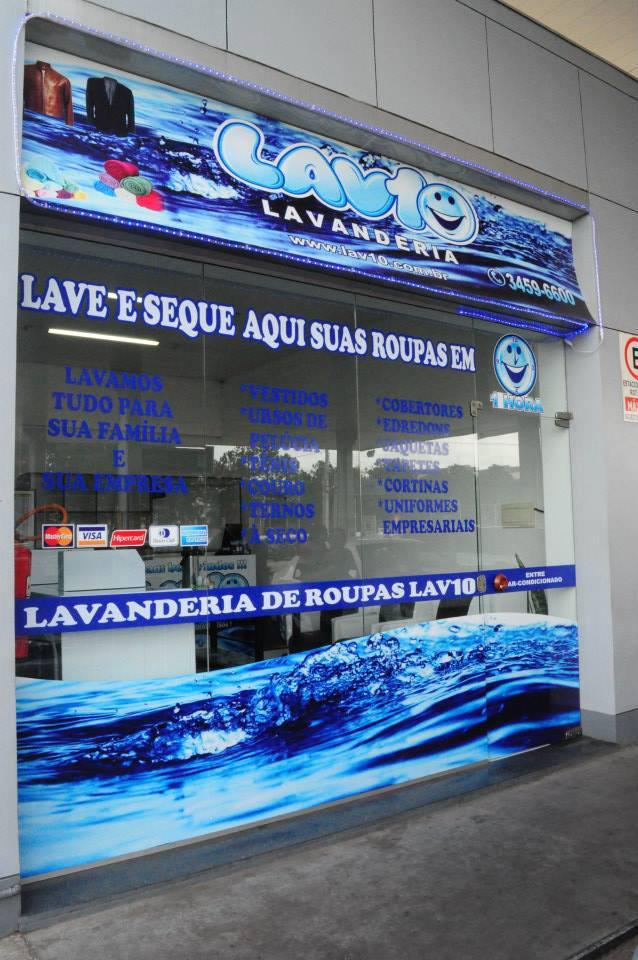 LAV10
LAVANDERIA
www.lav10.com.br
3459-6600
LAVE E SEQUE AQUI SUAS ROUPAS EM
1 HORA
LAVAMOS
TUDO PARA
SUA FAMÍLIA
E
SUA EMPRESA
*VESTIDOS
*URSOS DE
PELÚCIA
*TÊNIS
*COURO
*TERNOS
*À SECO
*COBERTORES
*EDREDONS
*JAQUETAS
*TAPETES
*CORTINAS
*UNIFORMES
EMPRESARIAIS
MasterCard
VISA
Hipercard
LAVANDERIA DE ROUPAS LAV10
ENTRE
AR-CONDICIONADO
E